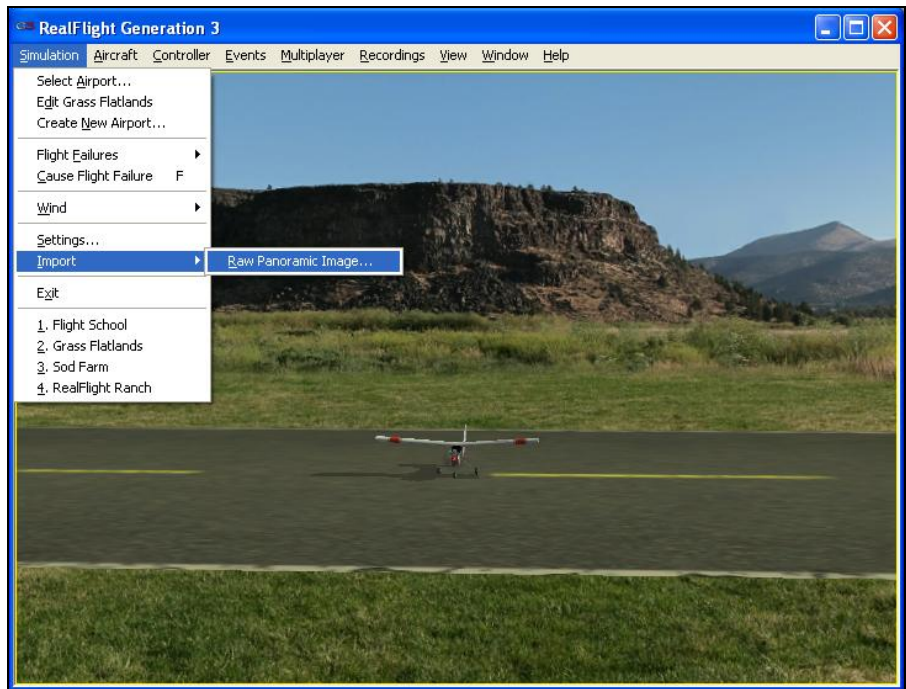 RealFlight Generation 3
Simulation Aircraft Controller Events Multiplayer Recordings View Window Help
Select Airport...
Edit Grass Flatlands
Create New Airport...
Flight Failures
Cause Flight Failure F
Wind
Settings...
Import
Raw Panoramic Image...
Exit
1. Flight School
2. Grass Flatlands
3. Sod Farm
4. RealFlight Ranch